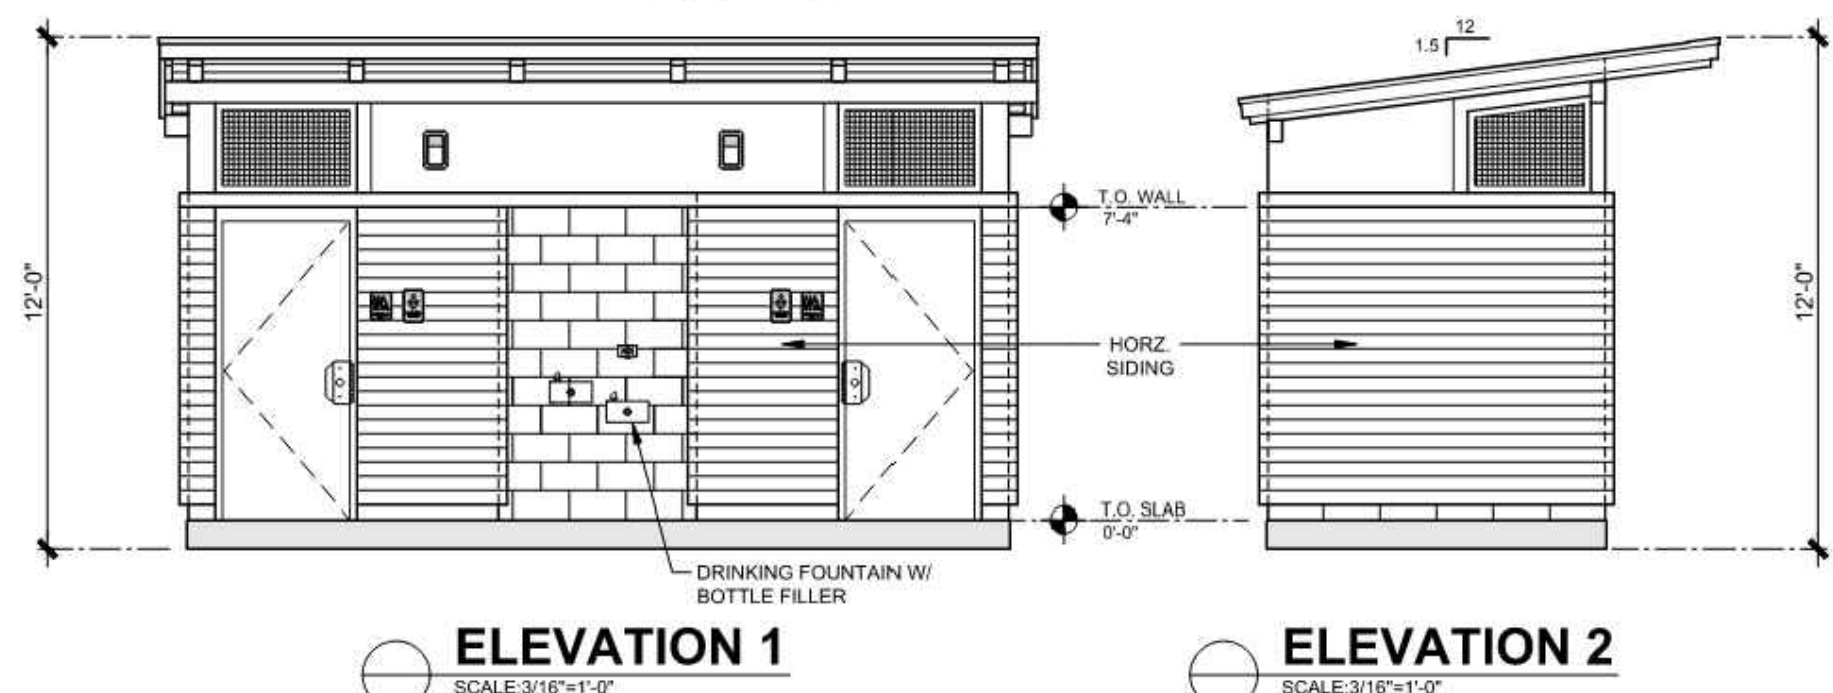 12
1.5
12'-0"
T.O. WALL
7'-4"
HORZ.
SIDING
12'-0"
T.O. SLAB
0'-0"
DRINKING FOUNTAIN W/
BOTTLE FILLER
ELEVATION 1
SCALE:3/16"=1'-0"
ELEVATION 2
SCALE:3/16"=1'-0"